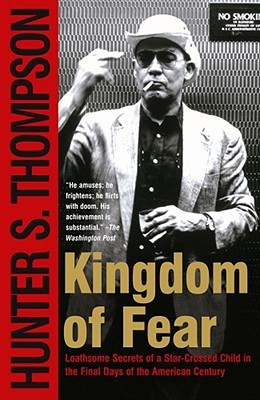 NO SMOKING
HUNTER S. THOMPSON
"He amuses; he
frightens; he flirts
with doom. His
achievement is
substantial." –The
Washington Post
Kingdom
of Fear
Loathsome Secrets of a Star-Crossed Child in
the Final Days of the American Century